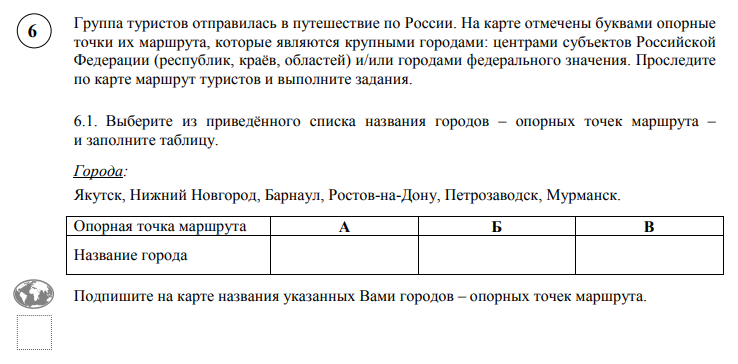 6
Группа туристов отправилась в путешествие по России. На карте отмечены буквами опорные
точки их маршрута, которые являются крупными городами: центрами субъектов Российской
Федерации (республик, краёв, областей) и/или городами федерального значения. Проследите
по карте маршрут туристов и выполните задания.
6.1. Выберите из приведённого списка названия городов – опорных точек маршрута –
и заполните таблицу.
Города:
Якутск, Нижний Новгород, Барнаул, Ростов-на-Дону, Петрозаводск, Мурманск.
Опорная точка маршрута А Б В
Название города
Подпишите на карте названия указанных Вами городов – опорных точек маршрута.